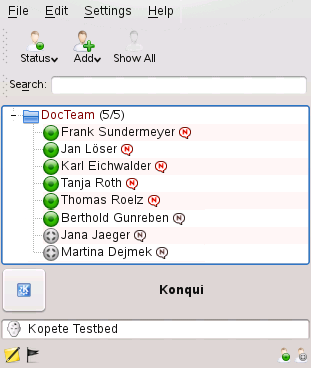 File Edit Settings Help
Status Add Show All
Search:
DocTeam (5/5)
Frank Sundermeyer N
Jan Löser N
Karl Eichwalder N
Tanja Roth N
Thomas Roelz N
Berthold Gunreben N
Jana Jaeger N
Martina Dejmek N
Konqui
Kopete Testbed